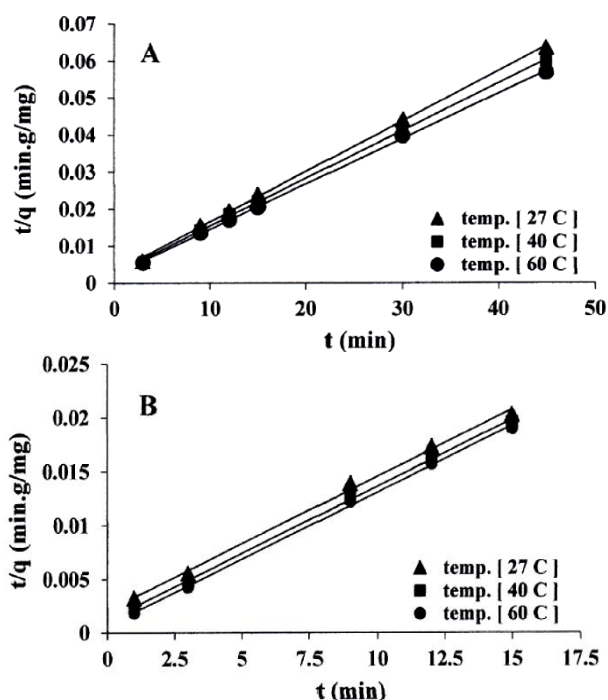 A
0.07
0.06
0.05
0.04
0.03
0.02
0.01
0
t/q (min.g/mg)
temp. [ 27 C ]
temp. [ 40 C ]
temp. [ 60 C ]
0 10 20 30 40 50
t (min)
B
0.025
0.02
0.015
0.01
0.005
0
t/q (min.g/mg)
temp. [ 27 C ]
temp. [ 40 C ]
temp. [ 60 C ]
0 2.5 5 7.5 10 12.5 15 17.5
t (min)